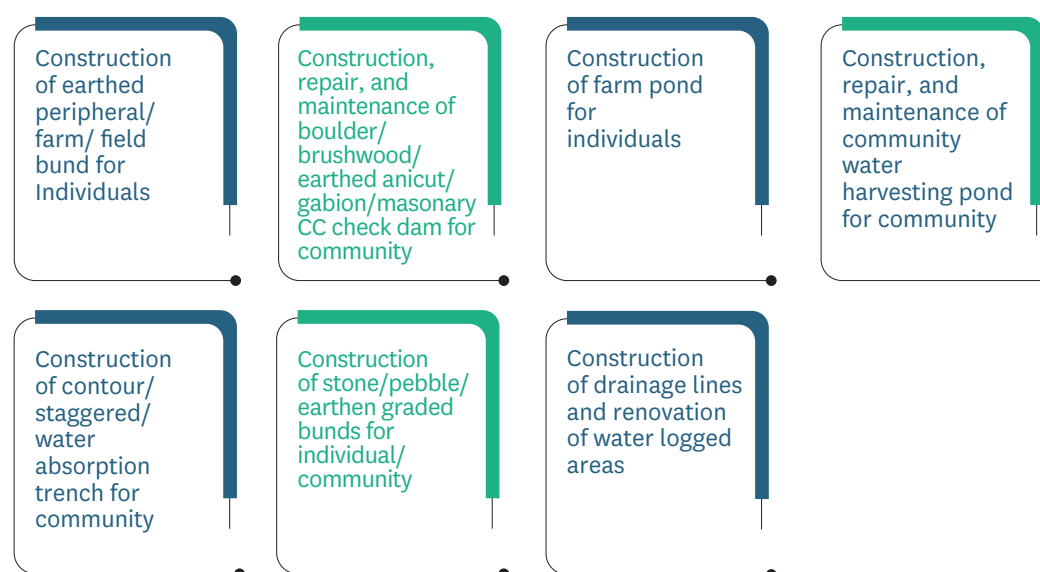 Construction
of earthed
peripheral/
farm/ field
bund for
Individuals
Construction,
repair, and
maintenance of
boulder/
brushwood/
earthed anicut/
gabion/masonary
CC check dam for
community
Construction
of farm pond
for
individuals
Construction,
repair, and
maintenance of
community
water
harvesting pond
for community
Construction
of contour/
staggered/
water
absorption
trench for
community
Construction
of stone/pebble/
earthen graded
bunds for
individual/
community
Construction
of drainage lines
and renovation
of water logged
areas